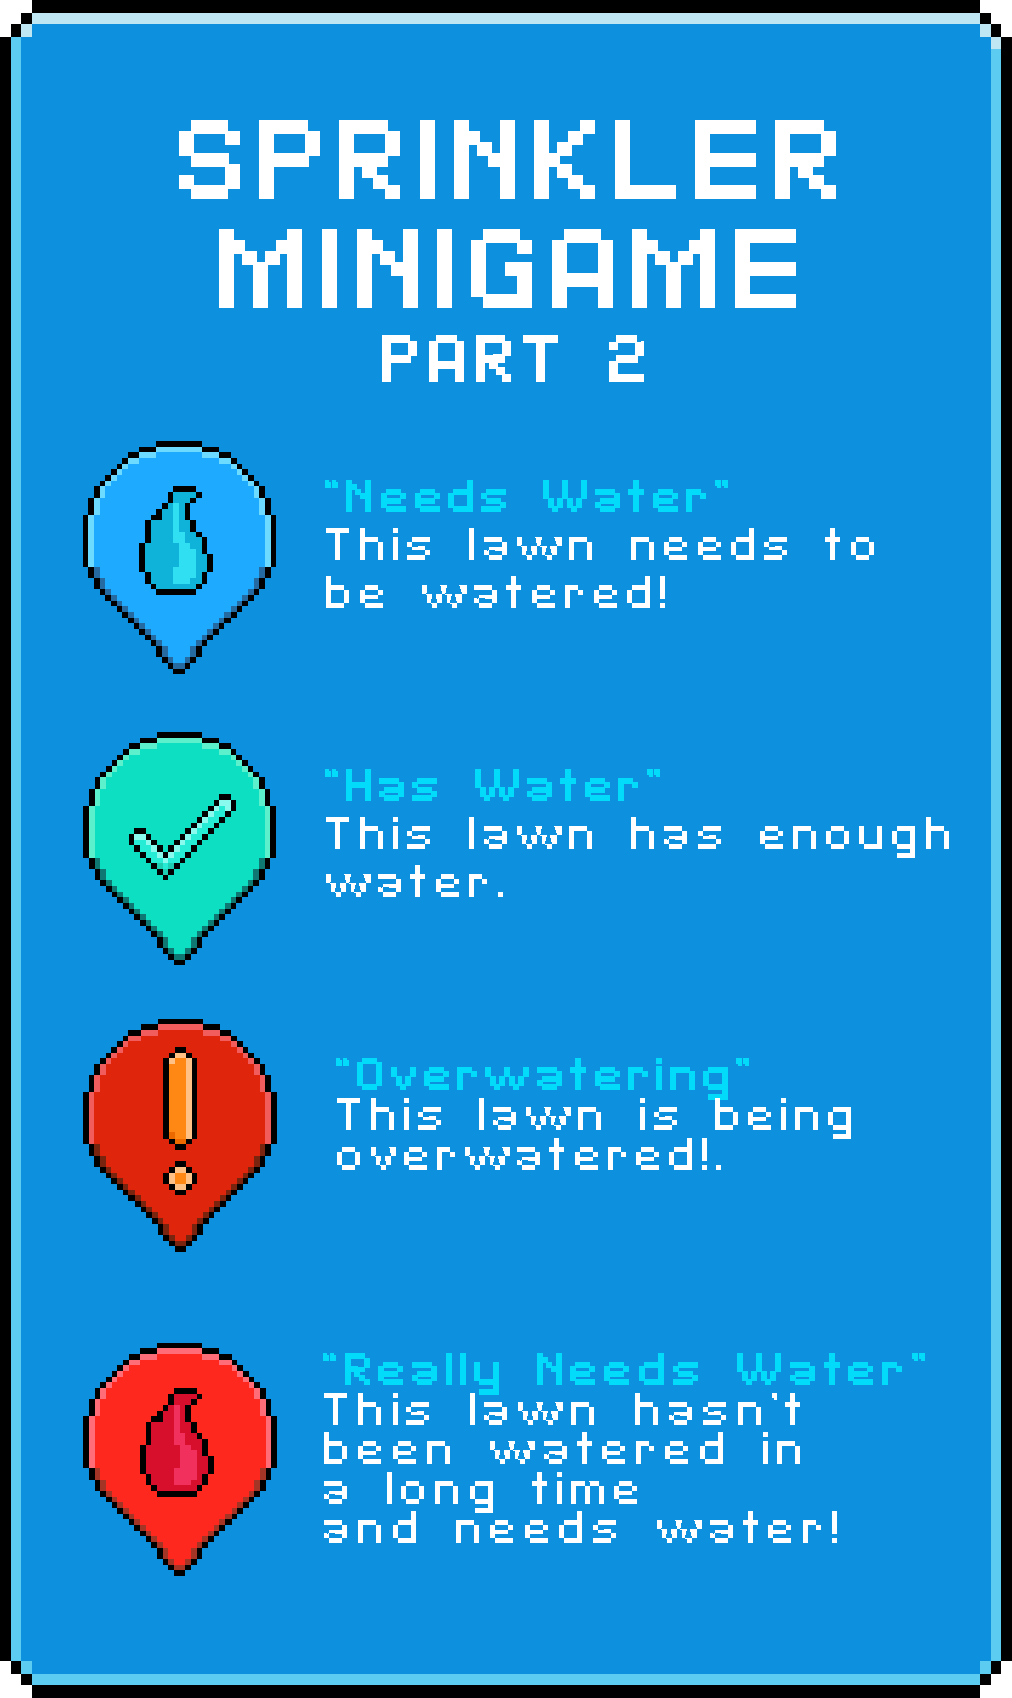 SPRINKLER
MINIGAME
PART 2
"Needs Water"
This lawn needs to
be watered!
"Has Water"
This lawn has enough
water.
"Overwatering"
This lawn is being
overwatered!.
"Really Needs Water"
This lawn hasn't
been watered in
a long time
and needs water!